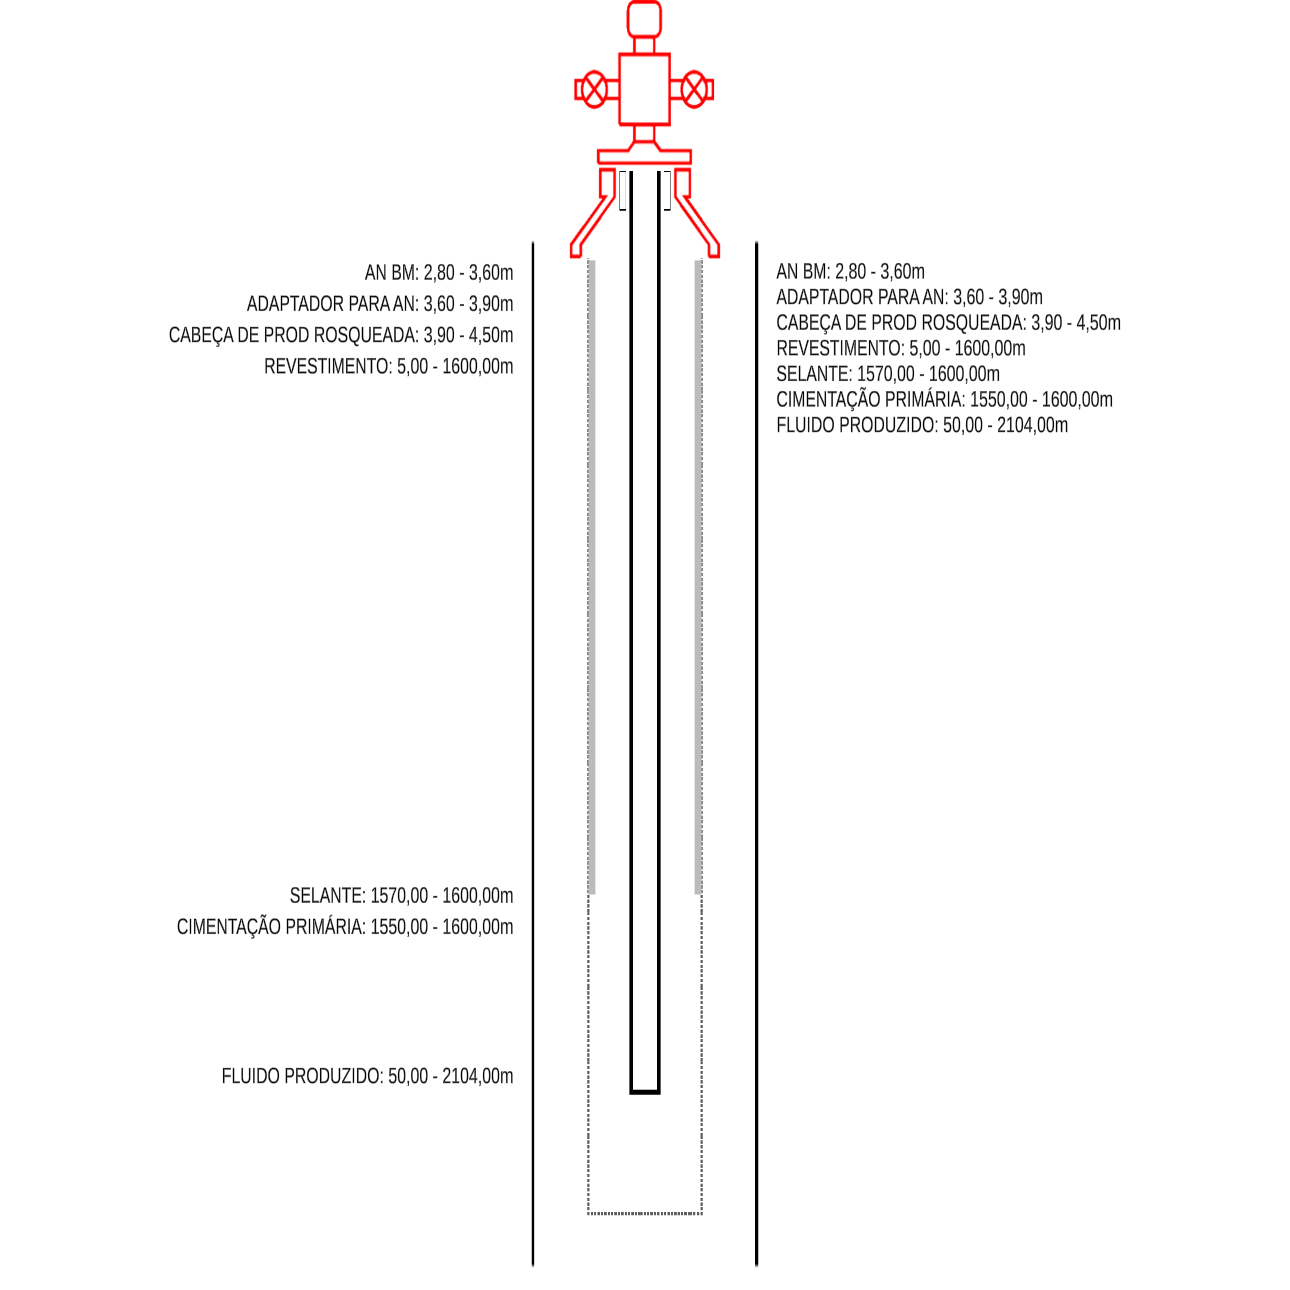 AN BM: 2,80 - 3,60m
ADAPTADOR PARA AN: 3,60 - 3,90m
CABEÇA DE PROD ROSQUEADA: 3,90 - 4,50m
REVESTIMENTO: 5,00 - 1600,00m
SELANTE: 1570,00 - 1600,00m
CIMENTAÇÃO PRIMÁRIA: 1550,00 - 1600,00m
FLUIDO PRODUZIDO: 50,00 - 2104,00m
AN BM: 2,80 - 3,60m
ADAPTADOR PARA AN: 3,60 - 3,90m
CABEÇA DE PROD ROSQUEADA: 3,90 - 4,50m
REVESTIMENTO: 5,00 - 1600,00m
SELANTE: 1570,00 - 1600,00m
CIMENTAÇÃO PRIMÁRIA: 1550,00 - 1600,00m
FLUIDO PRODUZIDO: 50,00 - 2104,00m